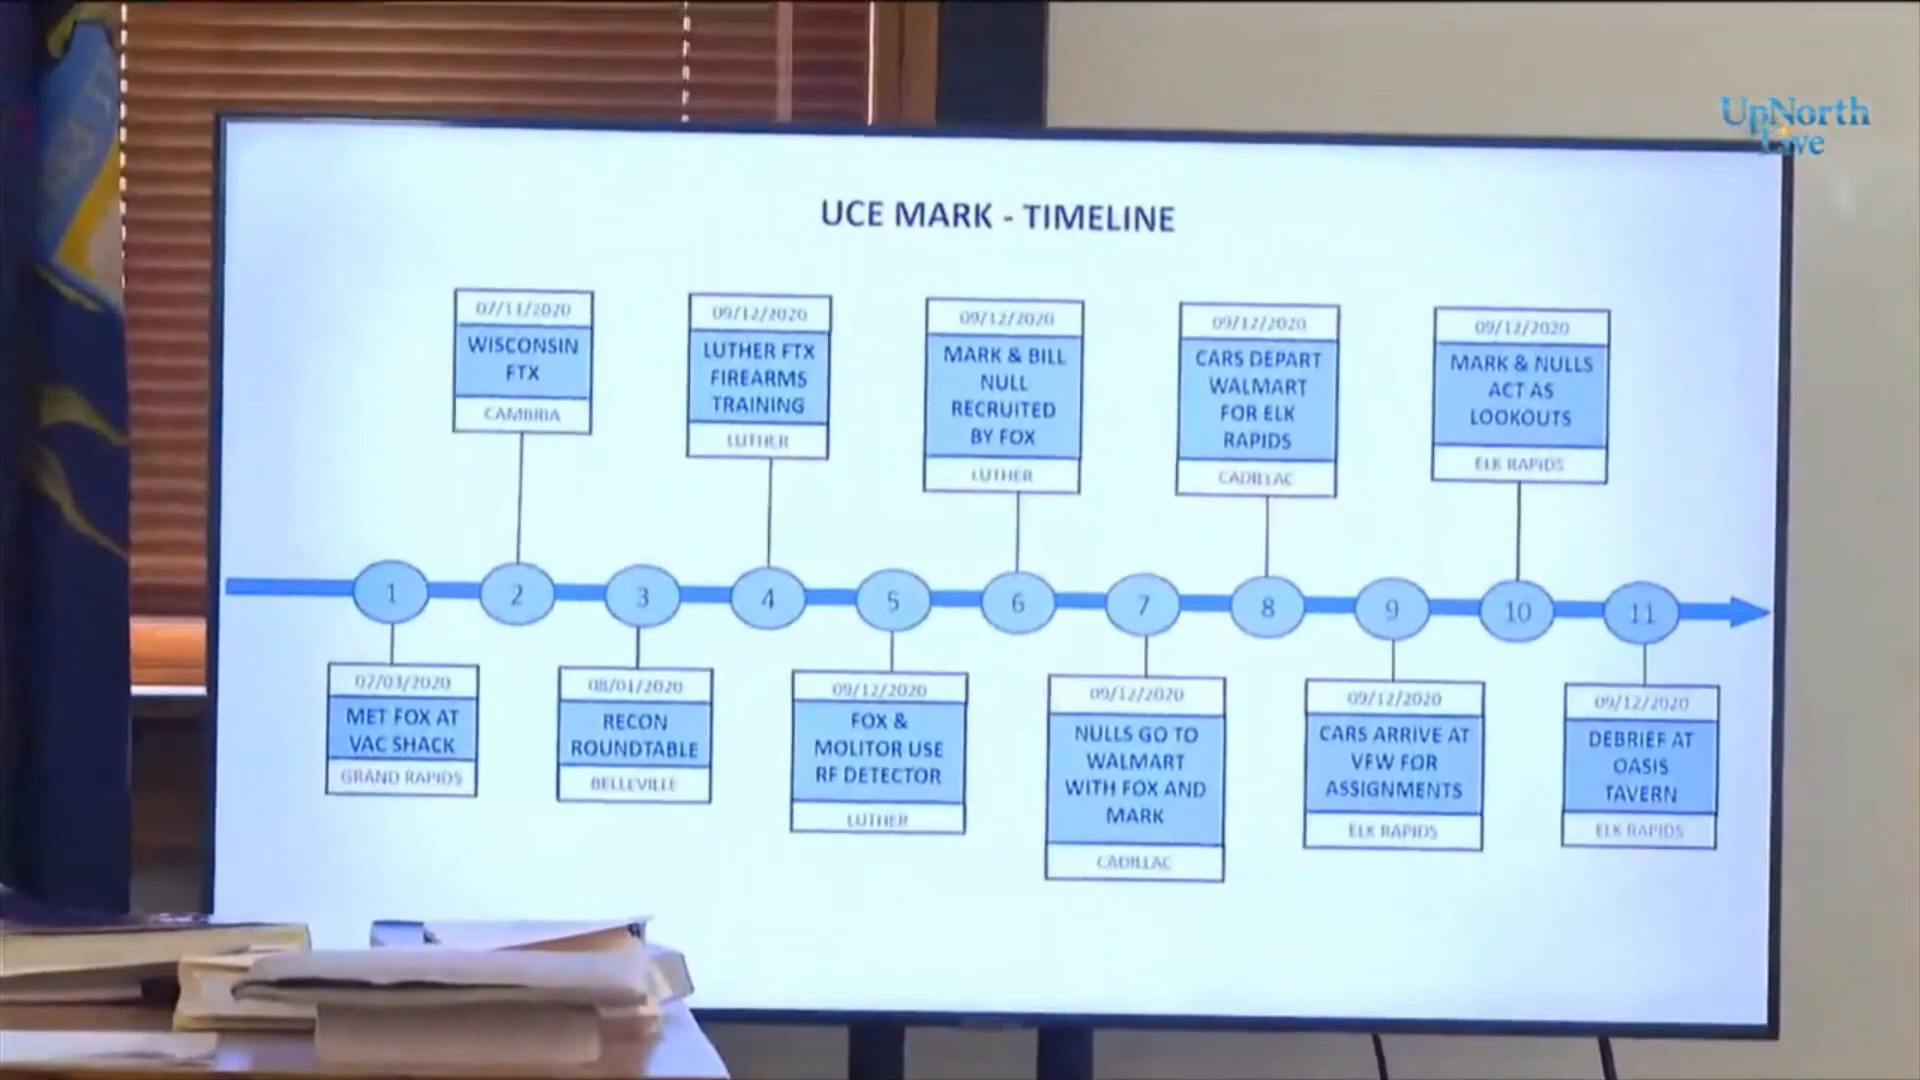 UpNorth
Live
UCE MARK - TIMELINE
07/11/2020
WISCONSIN
FTX
CAMBRIA
09/12/2020
LUTHER FTX
FIREARMS
TRAINING
LUTHER
09/12/2020
MARK & BILL
NULL
RECRUITED
BY FOX
LUTHER
09/12/2020
CARS DEPART
WALMART
FOR ELK
RAPIDS
CADILLAC
09/12/2020
MARK & NULLS
ACT AS
LOOKOUTS
ELK RAPIDS
1
2
3
4
5
6
7
8
9
10
11
07/03/2020
MET FOX AT
VAC SHACK
GRAND RAPIDS
08/01/2020
RECON
ROUNDTABLE
BELLEVILLE
09/12/2020
FOX &
MOLITOR USE
RF DETECTOR
LUTHER
09/12/2020
NULLS GO TO
WALMART
WITH FOX AND
MARK
CADILLAC
09/12/2020
CARS ARRIVE AT
VFW FOR
ASSIGNMENTS
ELK RAPIDS
09/12/2020
DEBRIEF AT
OASIS
TAVERN
ELK RAPIDS